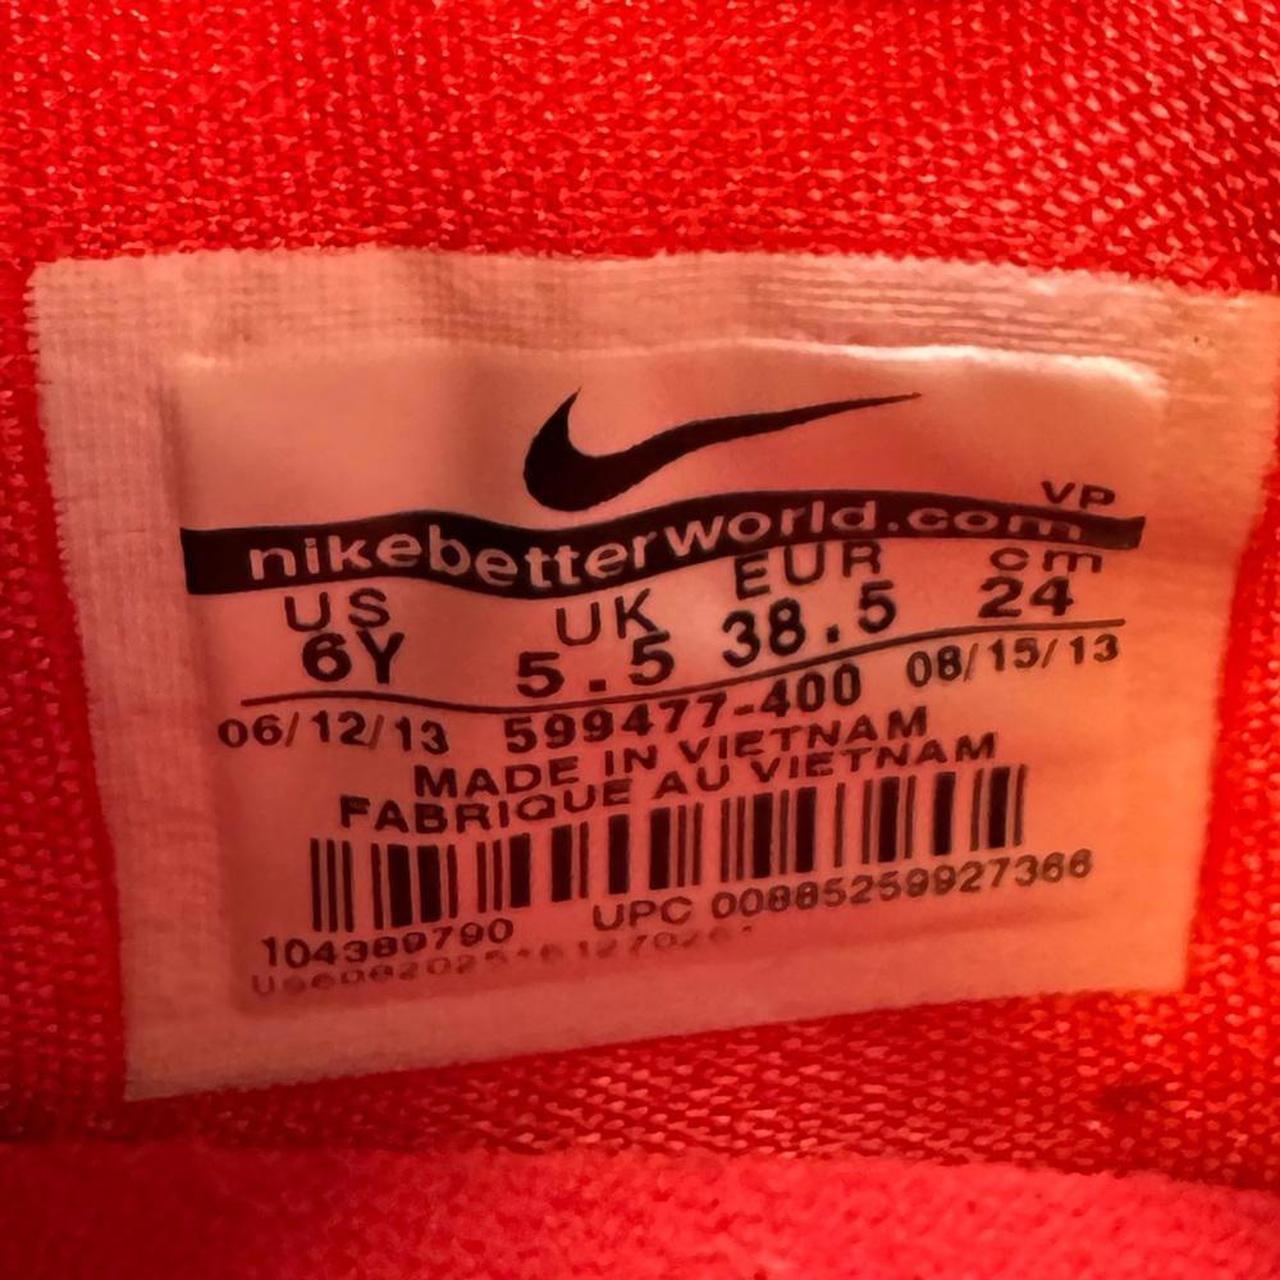 VP
nikebetterworld.com
US UK EUR cm
6Y 5.5 38.5 24
06/12/13 599477-400 08/15/13
MADE IN VIETNAM
FABRIQUE AU VIETNAM
104389790 UPC 00885259927366